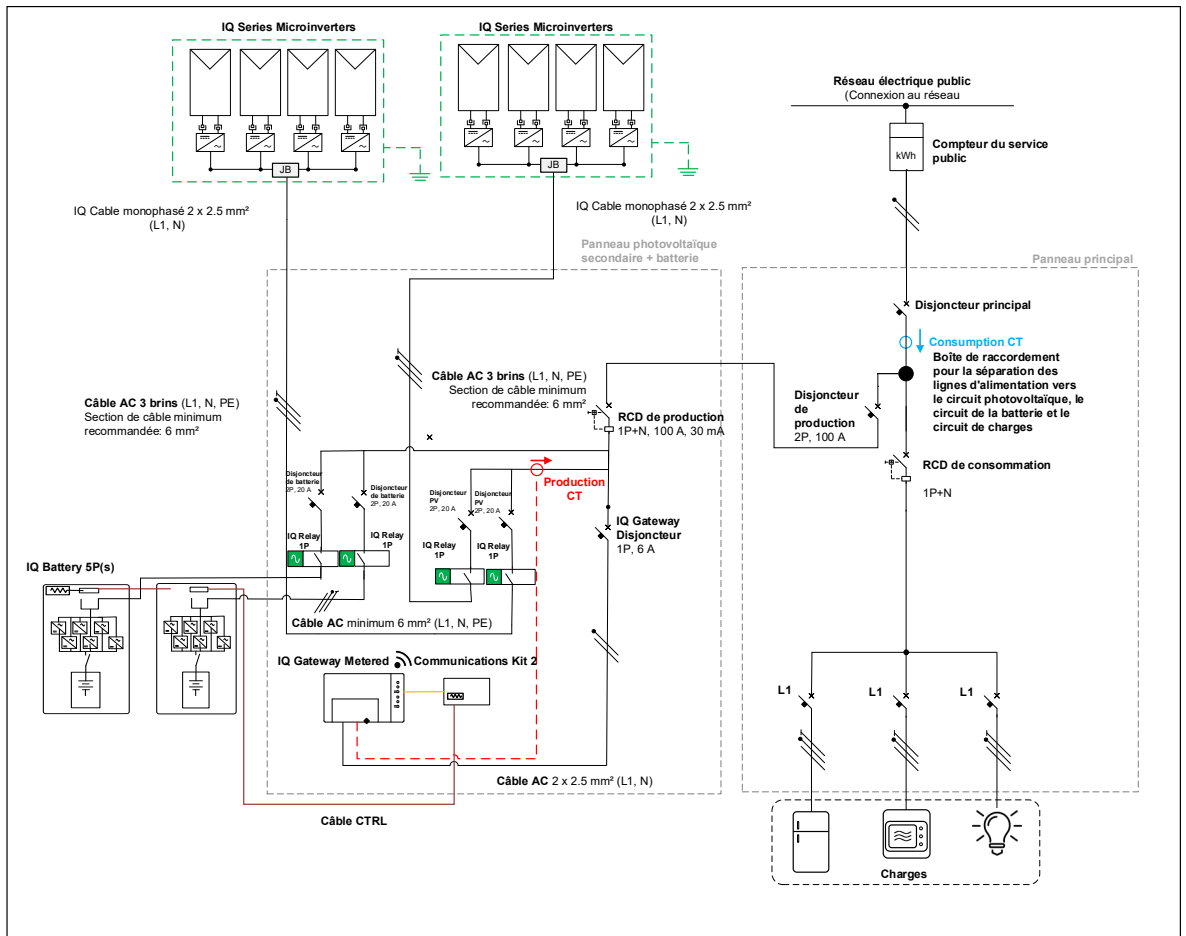 IQ Series Microinverters
IQ Series Microinverters
JB
JB
IQ Cable monophasé 2 x 2.5 mm²
(L1, N)
IQ Cable monophasé 2 x 2.5 mm²
(L1, N)
Réseau électrique public
(Connexion au réseau
kWh
Compteur du service
public
Panneau photovoltaïque
secondaire + batterie
Panneau principal
Disjoncteur principal
Consumption CT
Boîte de raccordement
pour la séparation des
lignes d'alimentation vers
le circuit photovoltaïque, le
circuit de la batterie et le
circuit de charges
Câble AC 3 brins (L1, N, PE)
Section de câble minimum
recommandée: 6 mm²
Câble AC 3 brins (L1, N, PE)
Section de câble minimum
recommandée: 6 mm²
RCD de production
1P+N, 100 A, 30 mA
Disjoncteur
de
production
2P, 100 A
RCD de consommation
1P+N
Disjoncteur
de batterie
2P, 20 A
Disjoncteur
de batterie
2P, 20 A
Disjoncteur
PV
2P, 20 A
Disjoncteur
PV
2P, 20 A
Production
CT
IQ Gateway
Disjoncteur
1P, 6 A
IQ Relay
1P
IQ Relay
1P
IQ Relay
1P
IQ Relay
1P
IQ Battery 5P(s)
Câble AC minimum 6 mm² (L1, N, PE)
IQ Gateway Metered
Communications Kit 2
Câble AC 2 x 2.5 mm² (L1, N)
Câble CTRL
L1
L1
L1
Charges